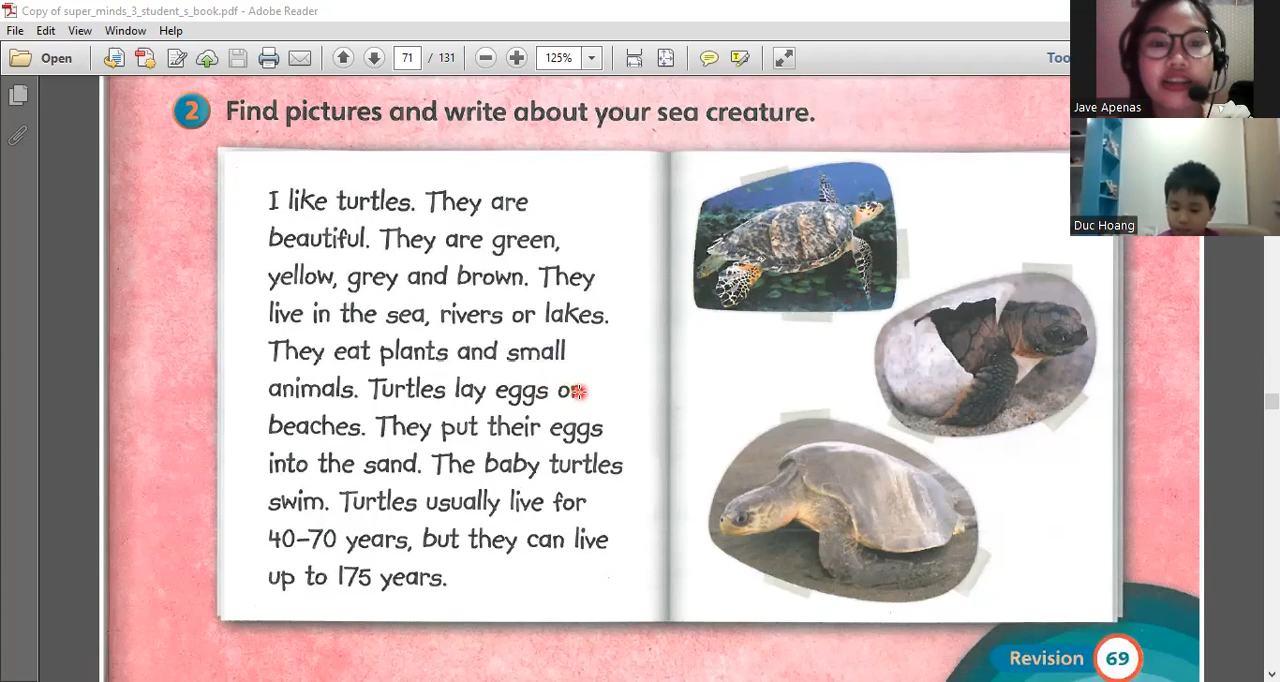 Copy of super_minds_3_student_s_book.pdf - Adobe Reader
File Edit View Window Help
Open 71 / 131 125% Too
Jave Apenas
Duc Hoang
2 Find pictures and write about your sea creature.
I like turtles. They are
beautiful. They are green,
yellow, grey and brown. They
live in the sea, rivers or lakes.
They eat plants and small
animals. Turtles lay eggs on
beaches. They put their eggs
into the sand. The baby turtles
swim. Turtles usually live for
40–70 years, but they can live
up to 175 years.
Revision 69